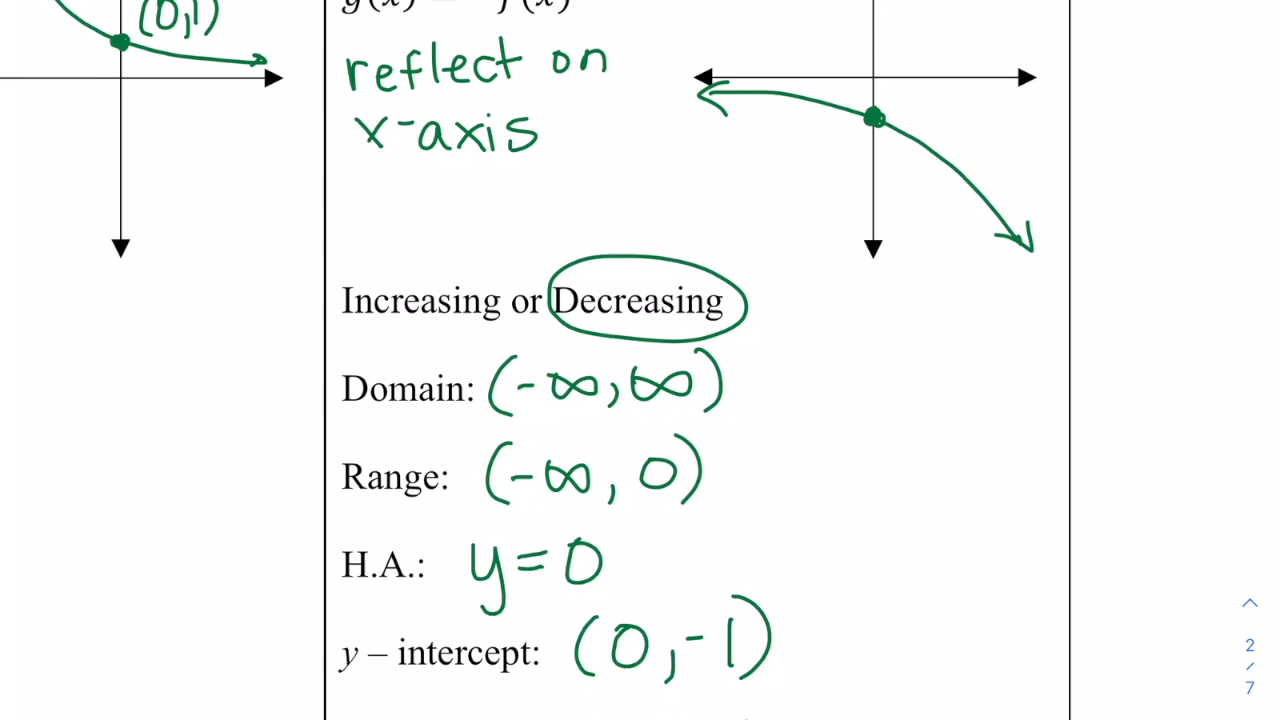 (0,1)
g(x) = -f(x)
reflect on
x-axis
Increasing or Decreasing
Domain: (-∞, ∞)
Range: (-∞, 0)
H.A.: y=0
y – intercept: (0,-1)
2
/
7